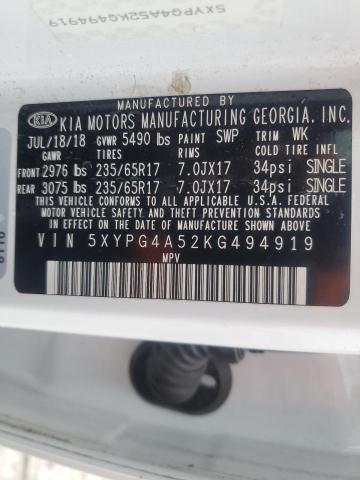 5XYPG4A52KG494919
MANUFACTURED BY
KIA KIA MOTORS MANUFACTURING GEORGIA, INC.
JUL/18/18 GVWR 5490 lbs PAINT SWP TRIM WK
GAWR TIRES RIMS COLD TIRE INFL
FRONT 2976 lbs 235/65R17 7.0JX17 34psi SINGLE
REAR 3075 lbs 235/65R17 7.0JX17 34psi SINGLE
THIS VEHICLE CONFORMS TO ALL APPLICABLE U.S. FEDERAL
MOTOR VEHICLE SAFETY AND THEFT PREVENTION STANDARDS
IN EFFECT ON THE DATE OF MANUFACTURE SHOWN ABOVE.
VIN 5XYPG4A52KG494919
MPV